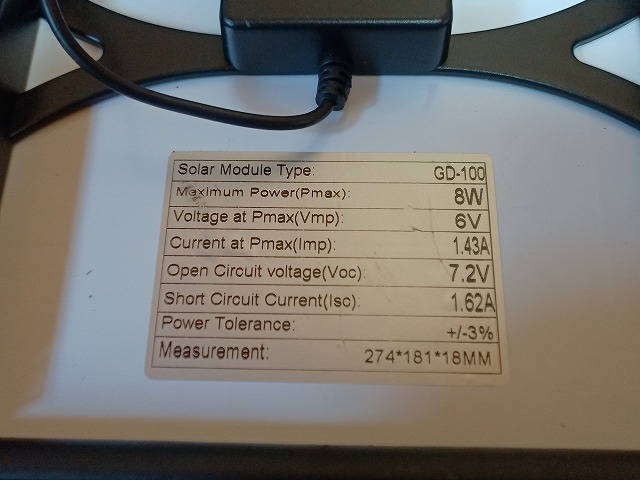 Solar Module Type: GD-100
Maximum Power(Pmax): 8W
Voltage at Pmax(Vmp): 6V
Current at Pmax(Imp): 1.43A
Open Circuit voltage(Voc): 7.2V
Short Circuit Current(Isc): 1.62A
Power Tolerance: +/-3%
Measurement: 274*181*18MM